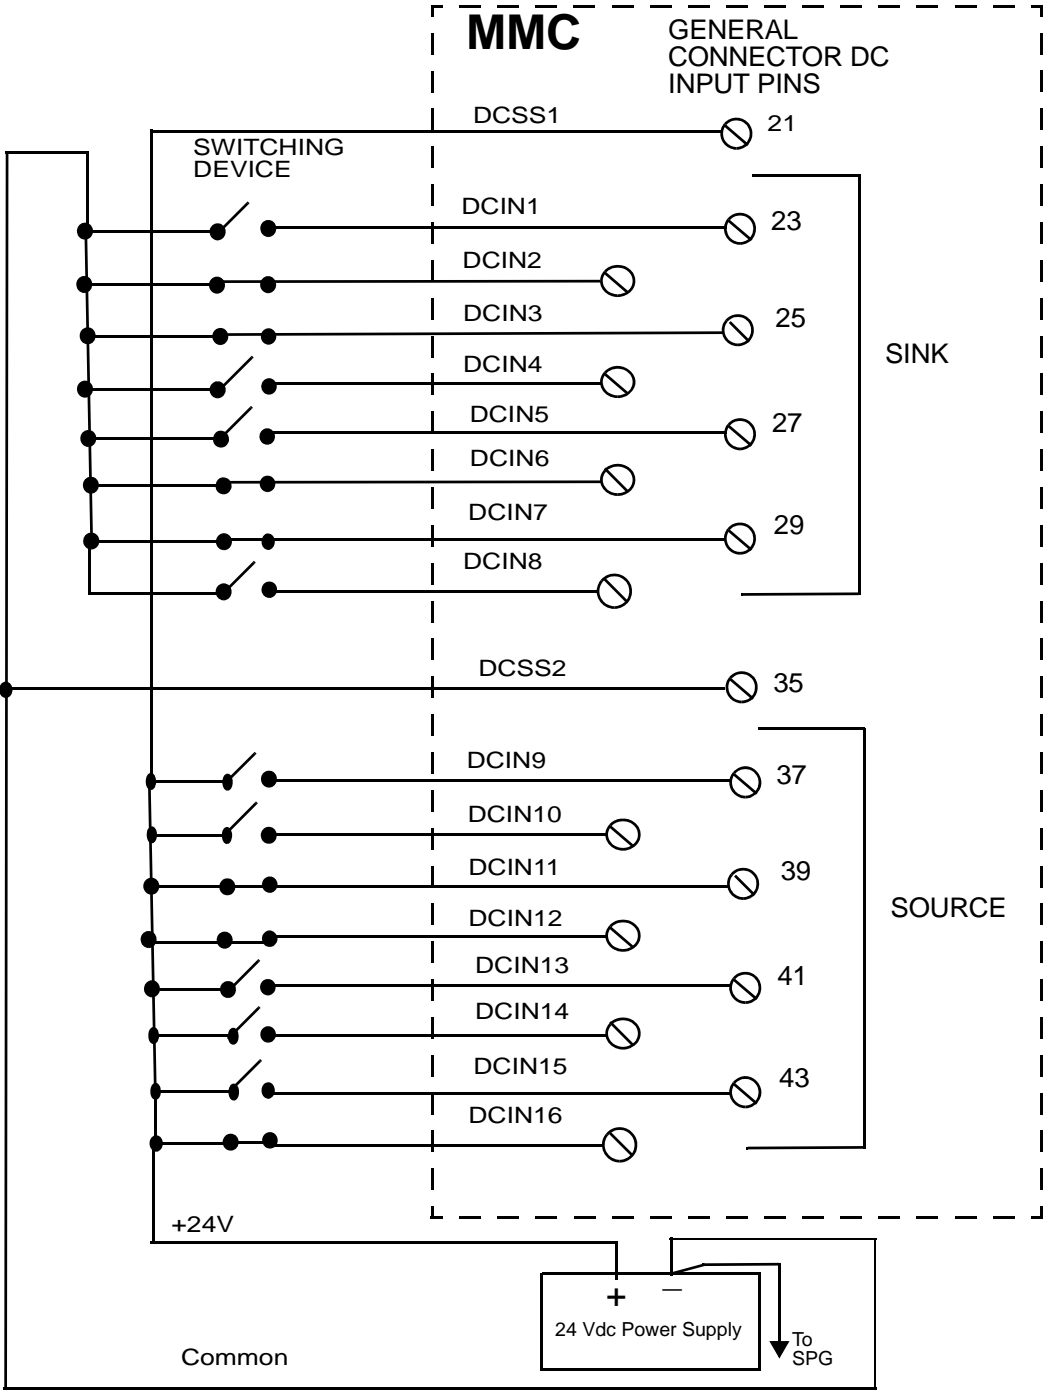 MMC
GENERAL
CONNECTOR DC
INPUT PINS
DCSS1
21
SWITCHING
DEVICE
DCIN1
23
DCIN2
DCIN3
25
SINK
DCIN4
DCIN5
27
DCIN6
DCIN7
29
DCIN8
DCSS2
35
DCIN9
37
DCIN10
DCIN11
39
SOURCE
DCIN12
DCIN13
41
DCIN14
DCIN15
43
DCIN16
+24V
+
—
24 Vdc Power Supply
To
SPG
Common